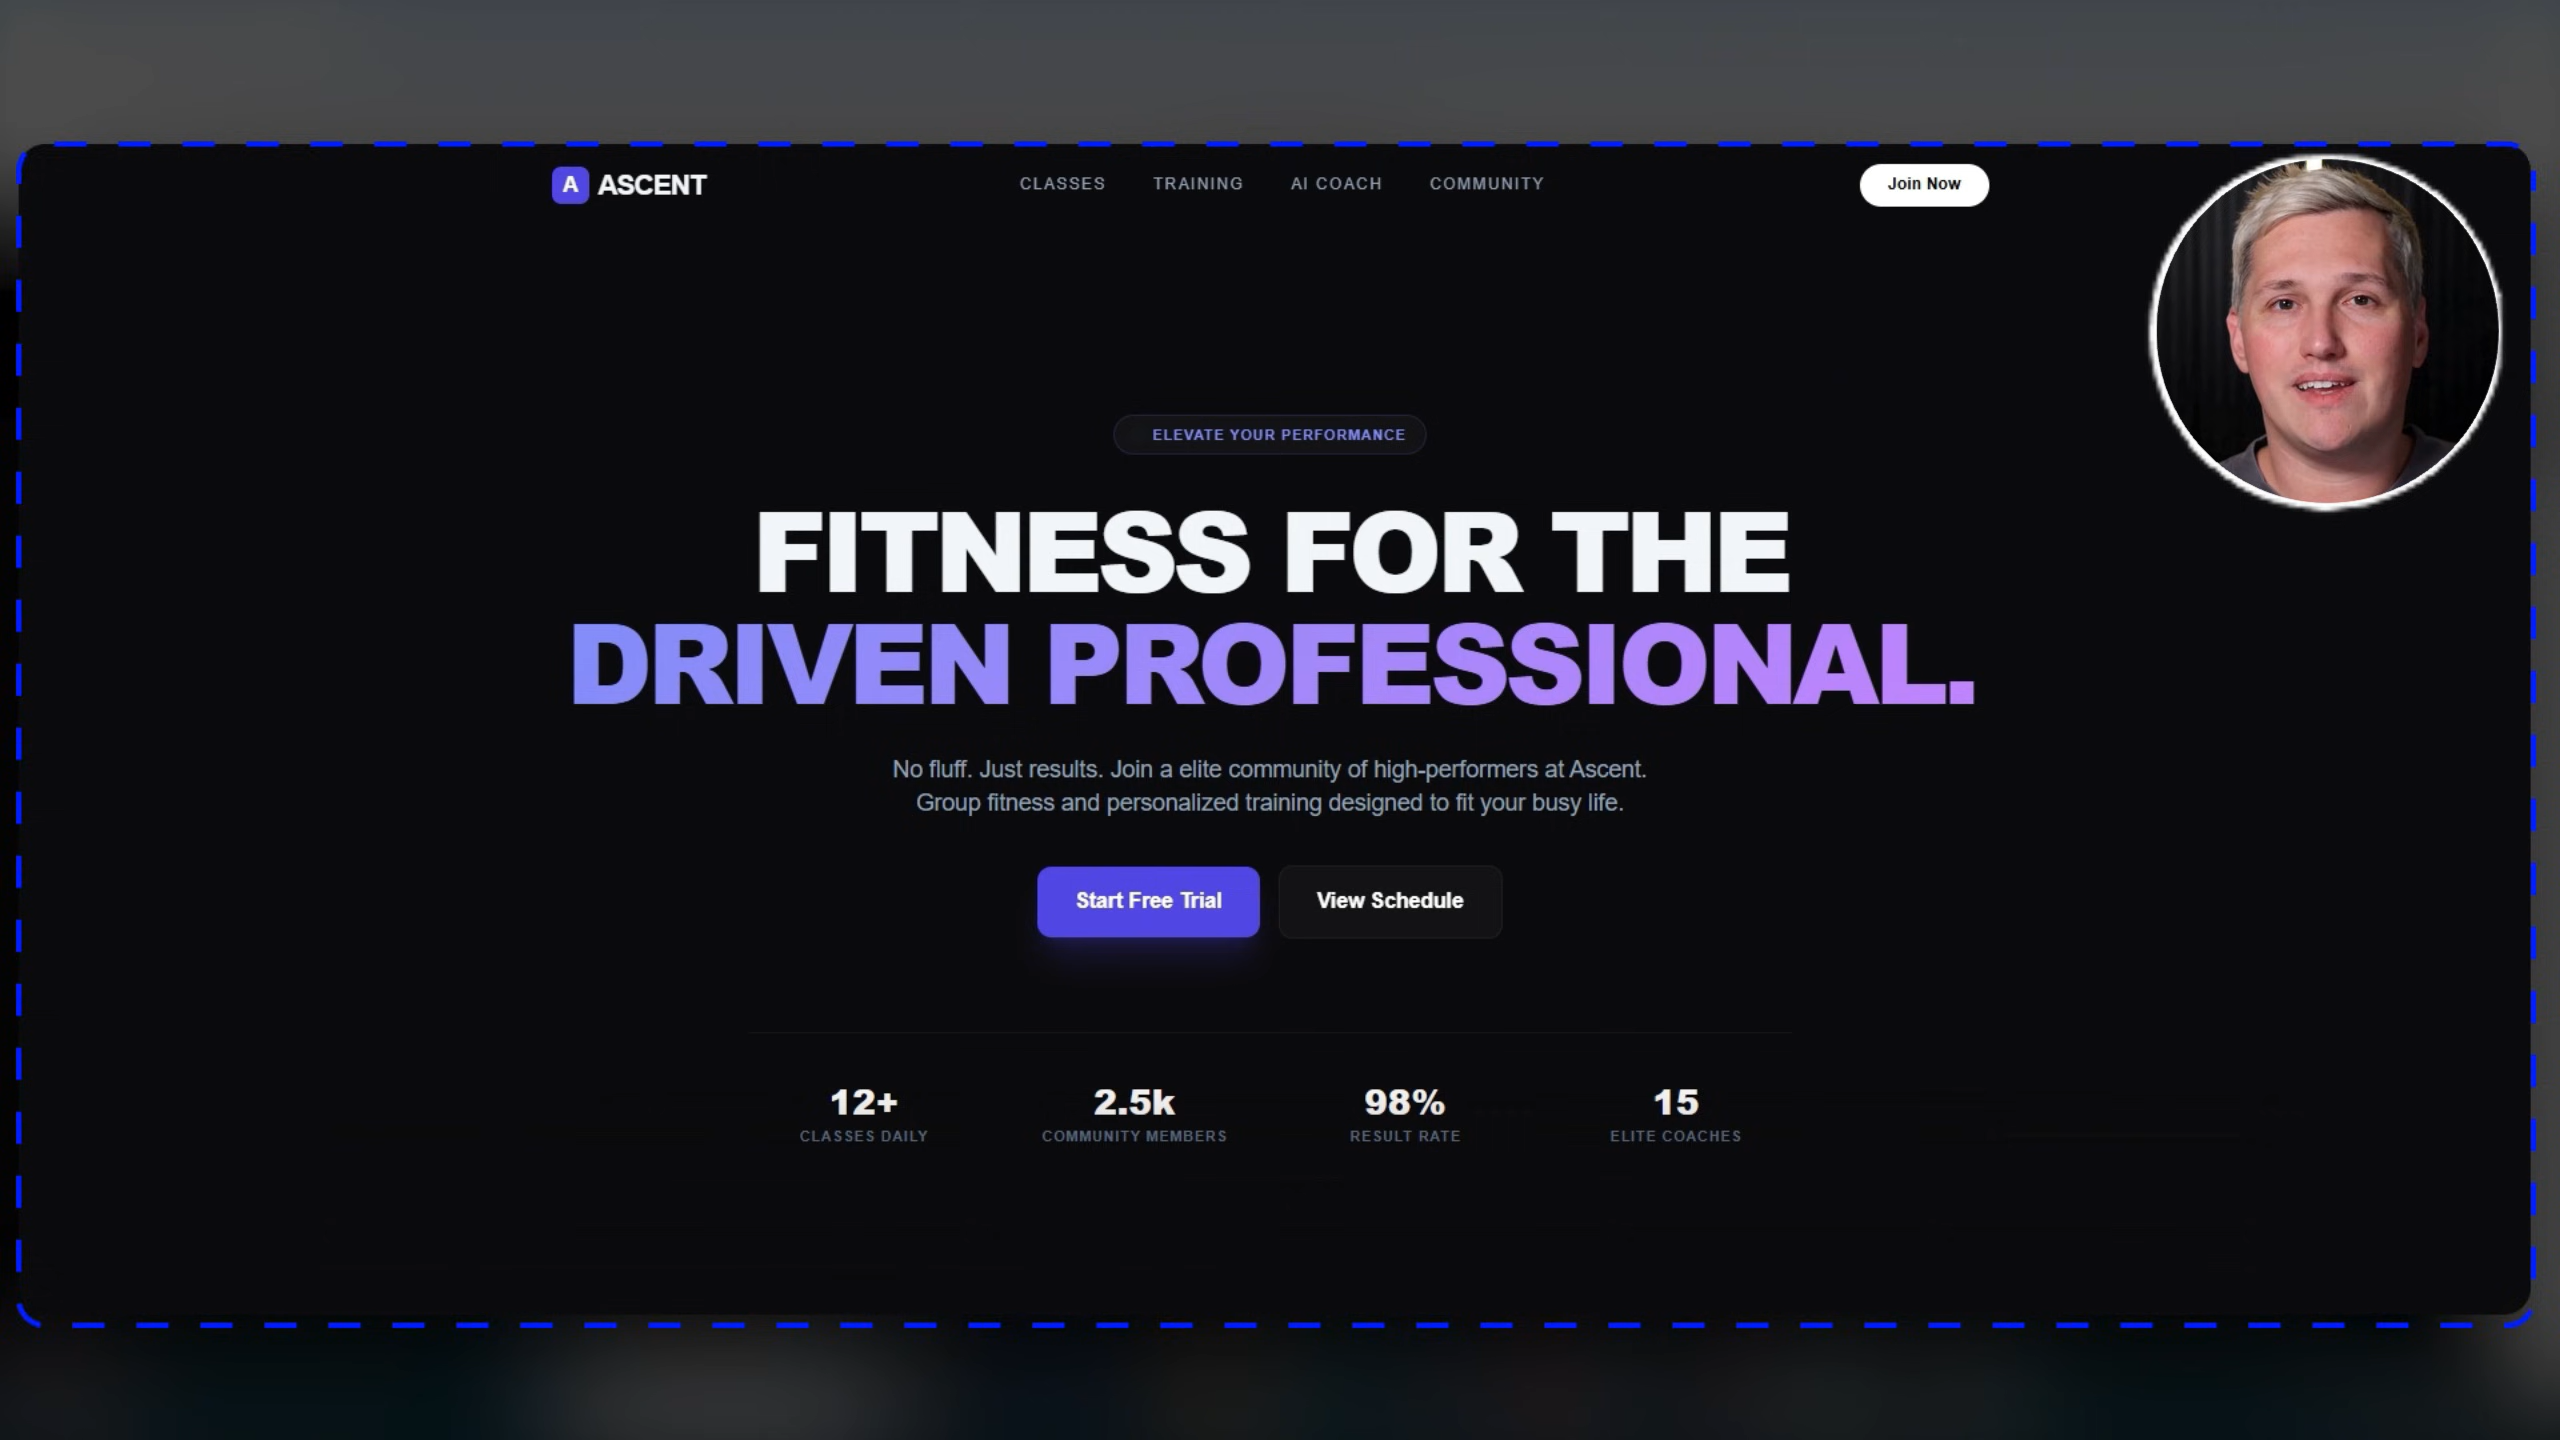 A ASCENT
CLASSES TRAINING AI COACH COMMUNITY
Join Now
ELEVATE YOUR PERFORMANCE
FITNESS FOR THE
DRIVEN PROFESSIONAL.
No fluff. Just results. Join a elite community of high-performers at Ascent.
Group fitness and personalized training designed to fit your busy life.
Start Free Trial
View Schedule
12+
CLASSES DAILY
2.5k
COMMUNITY MEMBERS
98%
RESULT RATE
15
ELITE COACHES